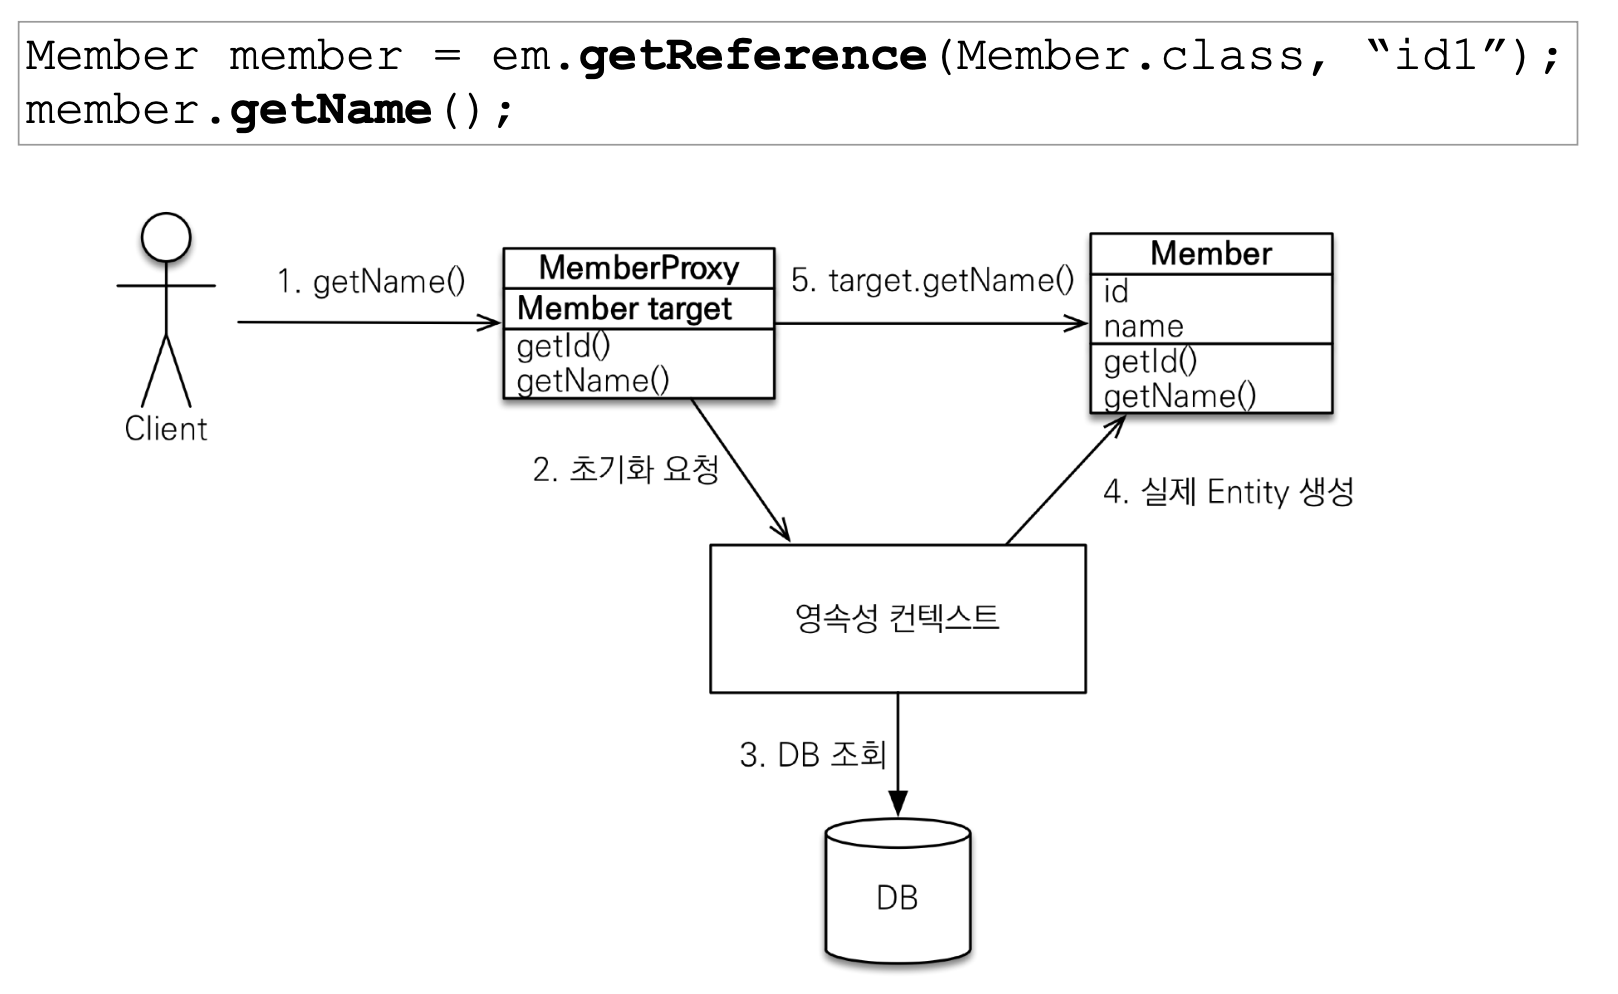 Member member = em.getReference(Member.class, “id1”);
member.getName();
1. getName()
MemberProxy
Member target
getId()
getName()
5. target.getName()
Member
id
name
getId()
getName()
Client
2. 초기화 요청
4. 실제 Entity 생성
영속성 컨텍스트
3. DB 조회
DB